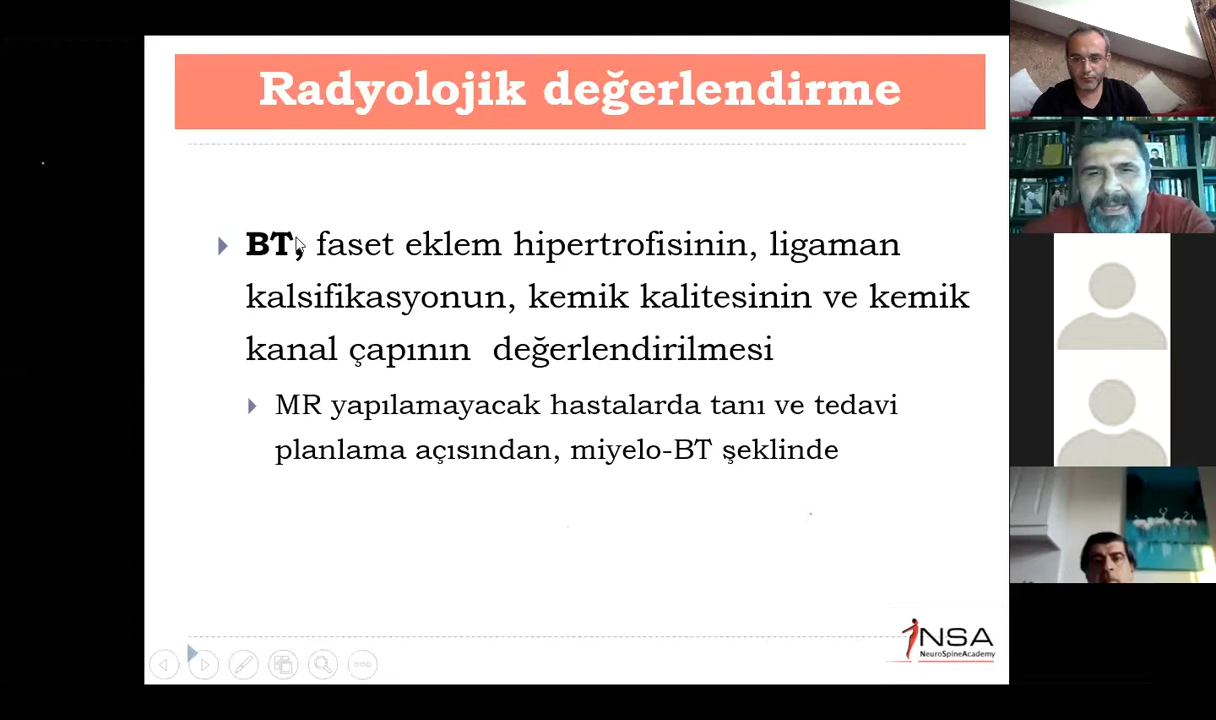 Radyolojik değerlendirme
BT, faset eklem hipertrofisinin, ligaman
kalsifikasyonun, kemik kalitesinin ve kemik
kanal çapının değerlendirilmesi
MR yapılamayacak hastalarda tanı ve tedavi
planlama açısından, miyelo-BT şeklinde
NSA
NeuroSpineAcademy